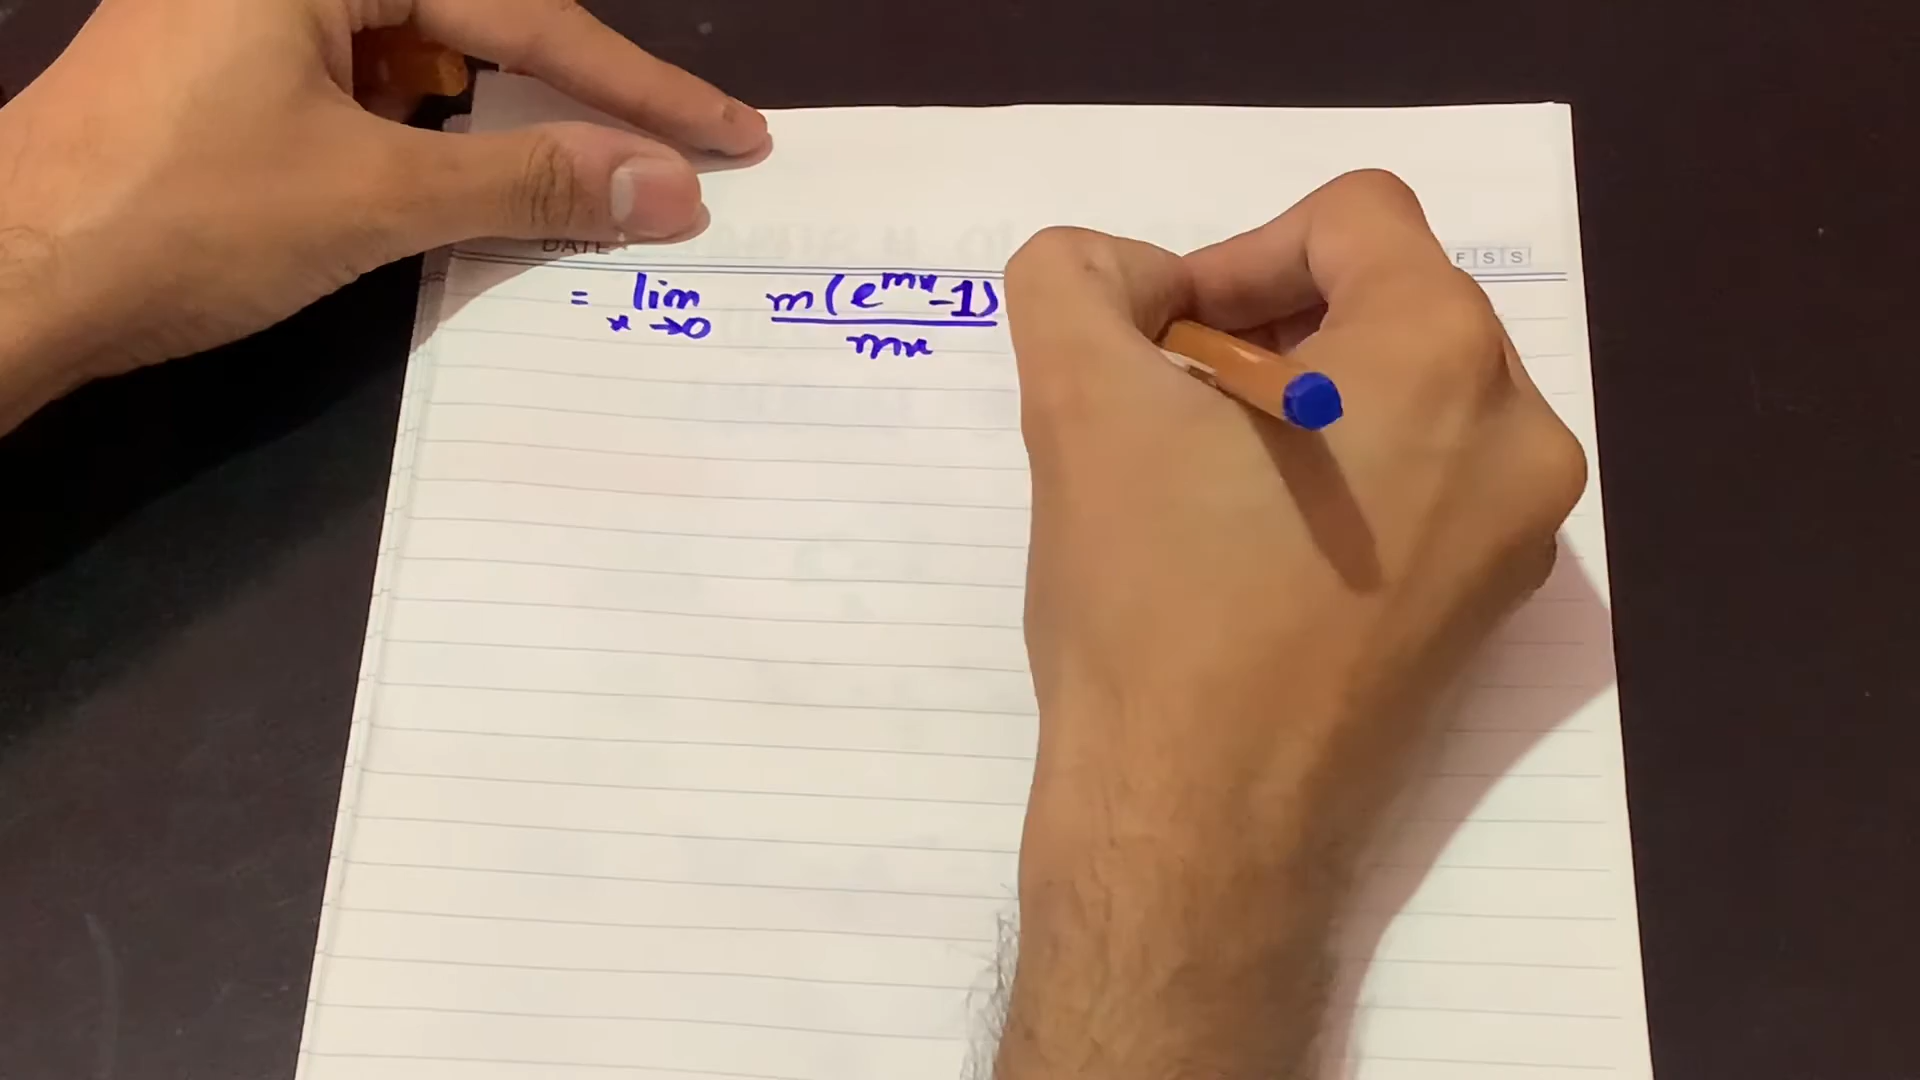 DATE
F S S
= lim x→0 m(e^{mx}-1)/mx